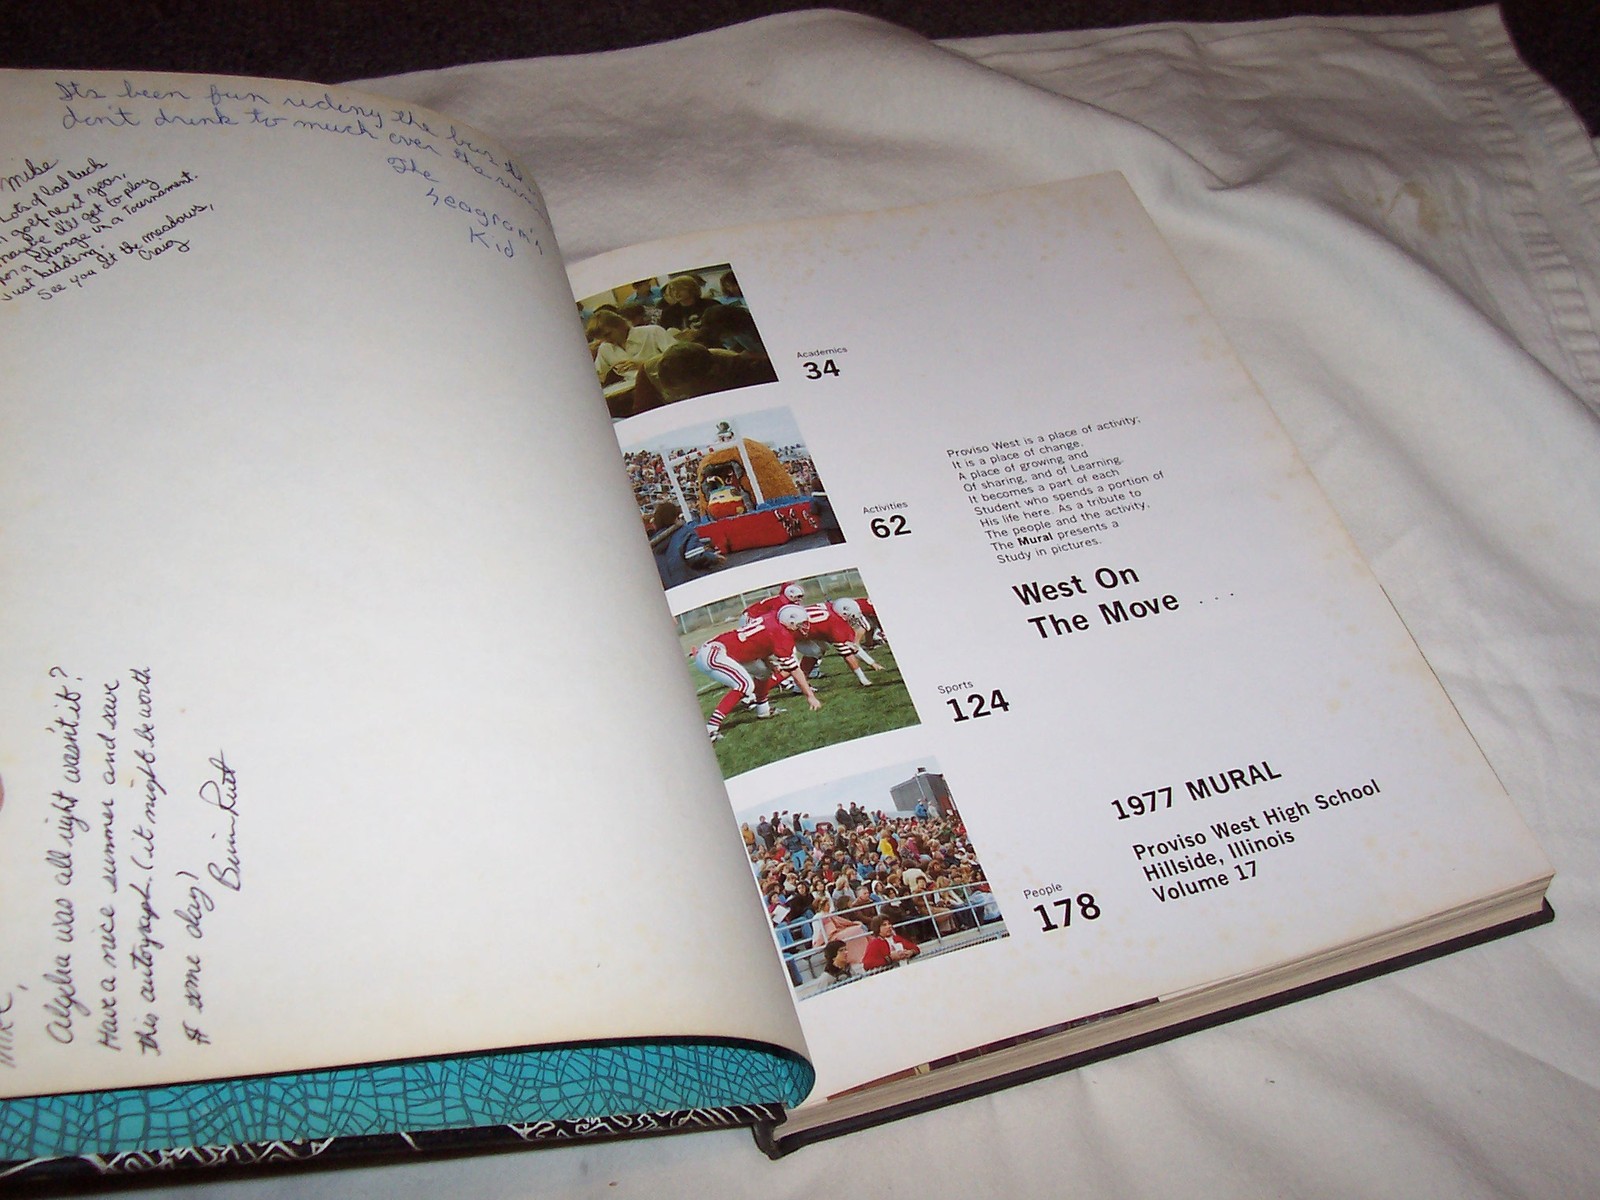 Its been fun rideny the bus
don't drink to much over the
The
Seagram's
Kid
Mike
Lots of bad luck
golf next year,
maybe I'll get to play
for a change in a Tournament.
Just kidding.
See you at the meadows,
Craig
Mike,
Algebra was all right wasn't it?
Have a nice summer and save
this autograph. (it might be worth
some day)
Academics
34
Activities
62
Sports
124
People
178
Proviso West is a place of activity;
It is a place of change,
A place of growing and
Of sharing, and of Learning.
It becomes a part of each
Student who spends a portion of
His life here. As a tribute to
The people and the activity,
The Mural presents a
Study in pictures.
West On
The Move . . .
1977 MURAL
Proviso West High School
Hillside, Illinois
Volume 17